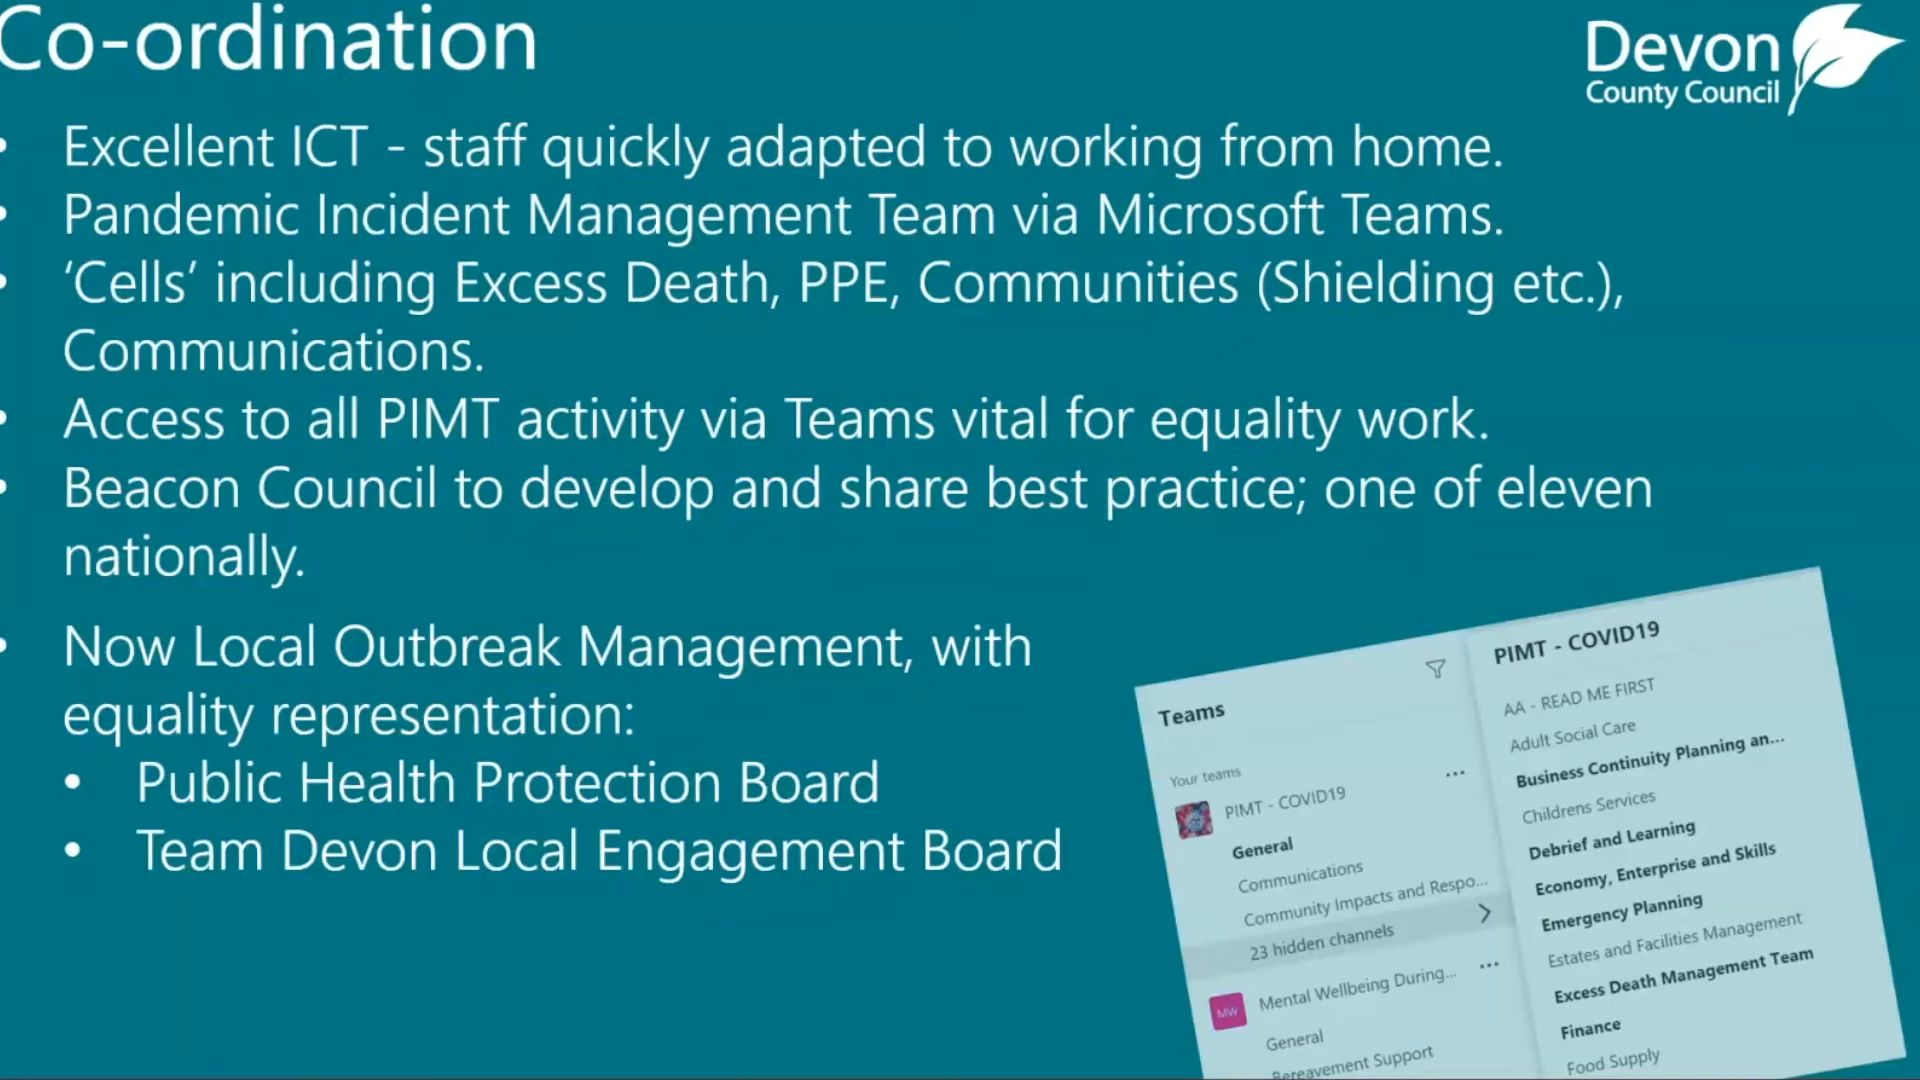 Co-ordination
Devon
County Council
• Excellent ICT - staff quickly adapted to working from home.
• Pandemic Incident Management Team via Microsoft Teams.
• ‘Cells’ including Excess Death, PPE, Communities (Shielding etc.),
Communications.
• Access to all PIMT activity via Teams vital for equality work.
• Beacon Council to develop and share best practice; one of eleven
nationally.
• Now Local Outbreak Management, with
equality representation:
• Public Health Protection Board
• Team Devon Local Engagement Board
Teams
Your teams
PIMT - COVID19 ...
General
Communications
Community Impacts and Respo...
23 hidden channels
MW
Mental Wellbeing During... ...
General
Bereavement Support
PIMT - COVID19
AA - READ ME FIRST
Adult Social Care
Business Continuity Planning an...
Childrens Services
Debrief and Learning
Economy, Enterprise and Skills
Emergency Planning
Estates and Facilities Management
Excess Death Management Team
Finance
Food Supply